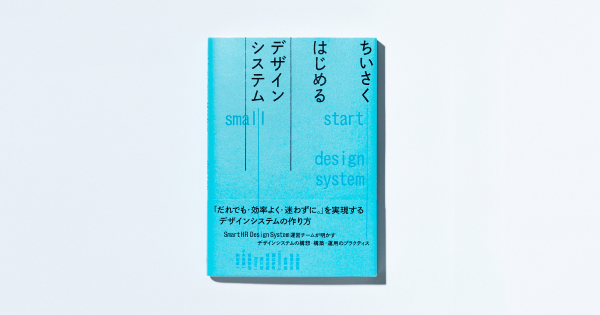 ちいさく
はじめる
デザイン
システム
small start
design
system
「だれでも・効率よく・迷わずに。」を実現する
デザインシステムの作り方
SmartHR Design System運営チームが明かす
デザインシステムの構想・構築・運用のプラクティス